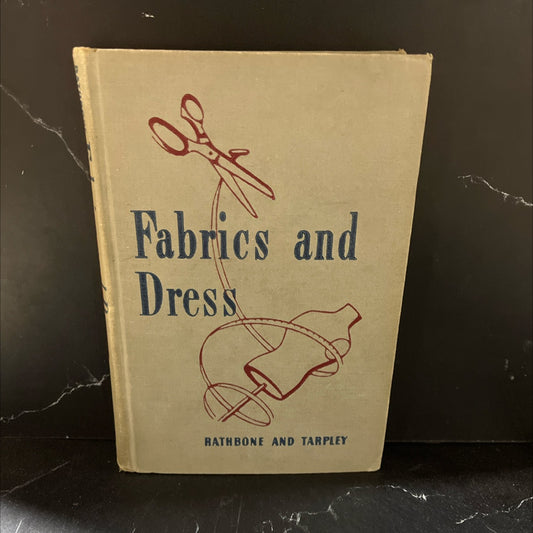 Fabrics and
Dress
RATHBONE AND TARPLEY